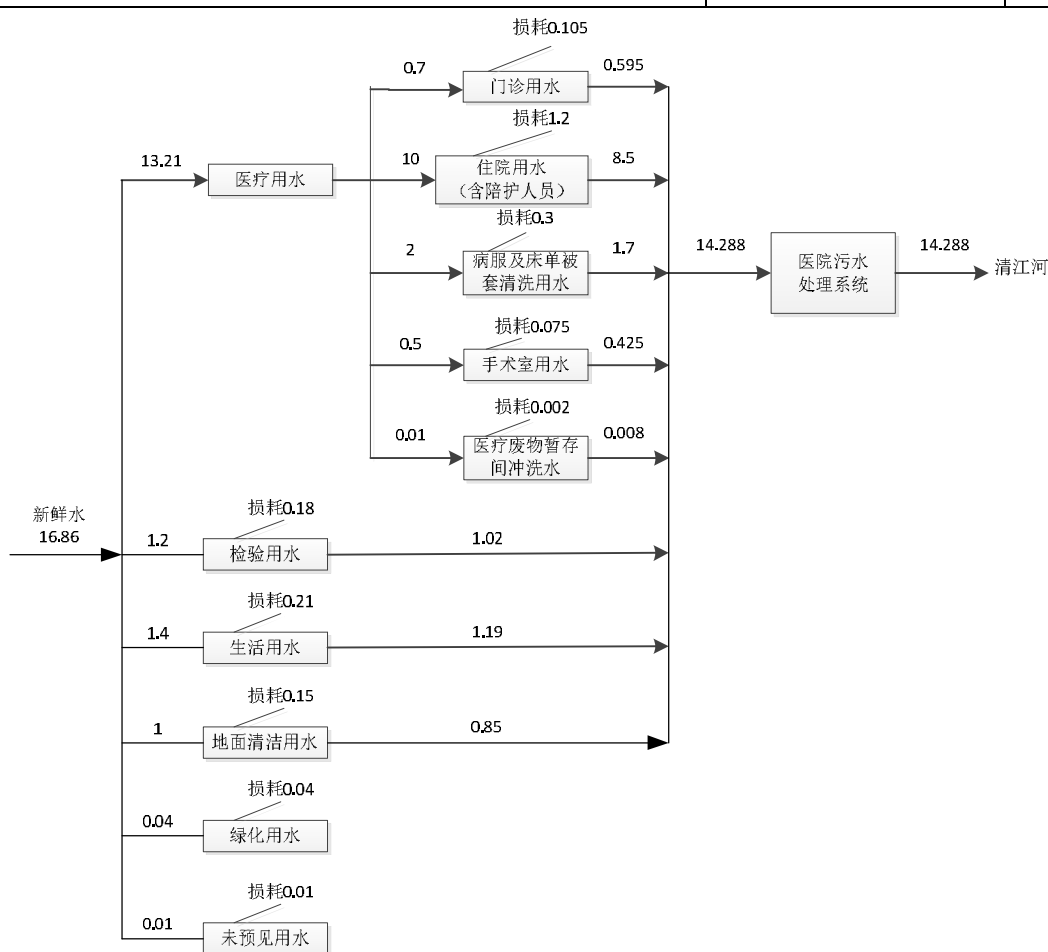 损耗0.105
0.7
门诊用水
0.595
损耗1.2
13.21
医疗用水
10
住院用水
（含陪护人员）
8.5
损耗0.3
2
病服及床单被
套清洗用水
1.7
14.288
医院污水
处理系统
14.288
清江河
损耗0.075
0.5
手术室用水
0.425
损耗0.002
0.01
医疗废物暂存
间冲洗水
0.008
新鲜水
16.86
损耗0.18
1.2
检验用水
1.02
损耗0.21
1.4
生活用水
1.19
损耗0.15
1
地面清洁用水
0.85
损耗0.04
0.04
绿化用水
损耗0.01
0.01
未预见用水